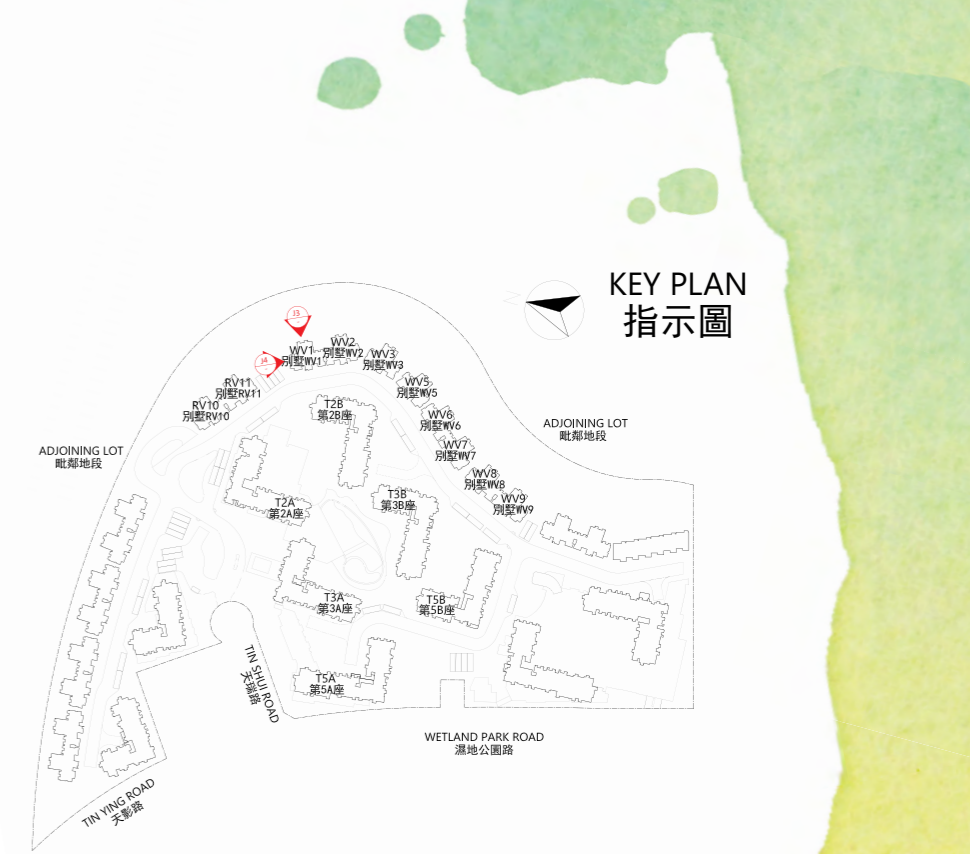 KEY PLAN
指示圖
N
J3
J4
WV1
別墅WV1
WV2
別墅WV2
WV3
別墅WV3
WV5
別墅WV5
WV6
別墅WV6
WV7
別墅WV7
WV8
別墅WV8
WV9
別墅WV9
RV11
別墅RV11
RV10
別墅RV10
T2B
第2B座
T2A
第2A座
T3B
第3B座
T3A
第3A座
T5B
第5B座
T5A
第5A座
ADJOINING LOT
毗鄰地段
ADJOINING LOT
毗鄰地段
TIN SHUI ROAD
天瑞路
WETLAND PARK ROAD
濕地公園路
TIN YING ROAD
天影路